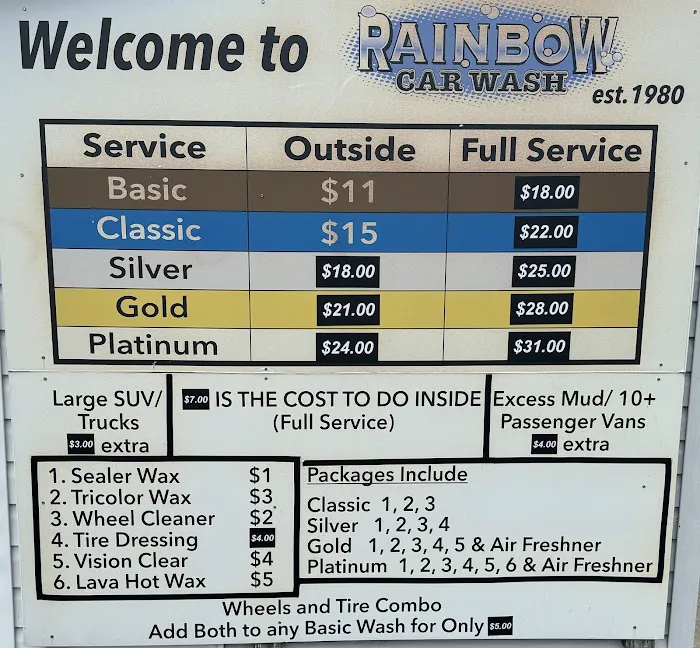 Welcome to RAINBOW
CAR WASH
est.1980
Service Outside Full Service
Basic $11 $18.00
Classic $15 $22.00
Silver $18.00 $25.00
Gold $21.00 $28.00
Platinum $24.00 $31.00
Large SUV/
Trucks
$3.00 extra
$7.00 IS THE COST TO DO INSIDE
(Full Service)
Excess Mud/ 10+
Passenger Vans
$4.00 extra
1. Sealer Wax $1
2. Tricolor Wax $3
3. Wheel Cleaner $2
4. Tire Dressing $4.00
5. Vision Clear $4
6. Lava Hot Wax $5
Packages Include
Classic 1, 2, 3
Silver 1, 2, 3, 4
Gold 1, 2, 3, 4, 5 & Air Freshner
Platinum 1, 2, 3, 4, 5, 6 & Air Freshner
Wheels and Tire Combo
Add Both to any Basic Wash for Only $5.00